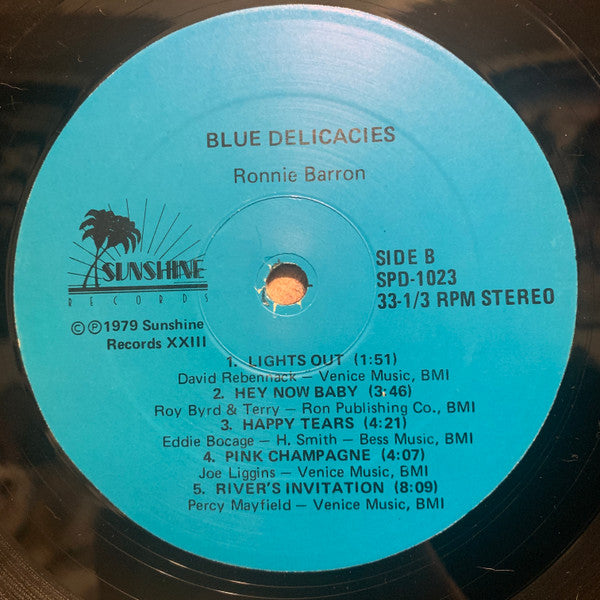 BLUE DELICACIES
Ronnie Barron
SUNSHINE
RECORDS
©℗1979 Sunshine
Records XXIII
SIDE B
SPD-1023
33-1/3 RPM STEREO
1. LIGHTS OUT (1:51)
David Rebennack – Venice Music, BMI
2. HEY NOW BABY (3:46)
Roy Byrd & Terry – Ron Publishing Co., BMI
3. HAPPY TEARS (4:21)
Eddie Bocage – H. Smith – Bess Music, BMI
4. PINK CHAMPAGNE (4:07)
Joe Liggins – Venice Music, BMI
5. RIVER'S INVITATION (8:09)
Percy Mayfield – Venice Music, BMI